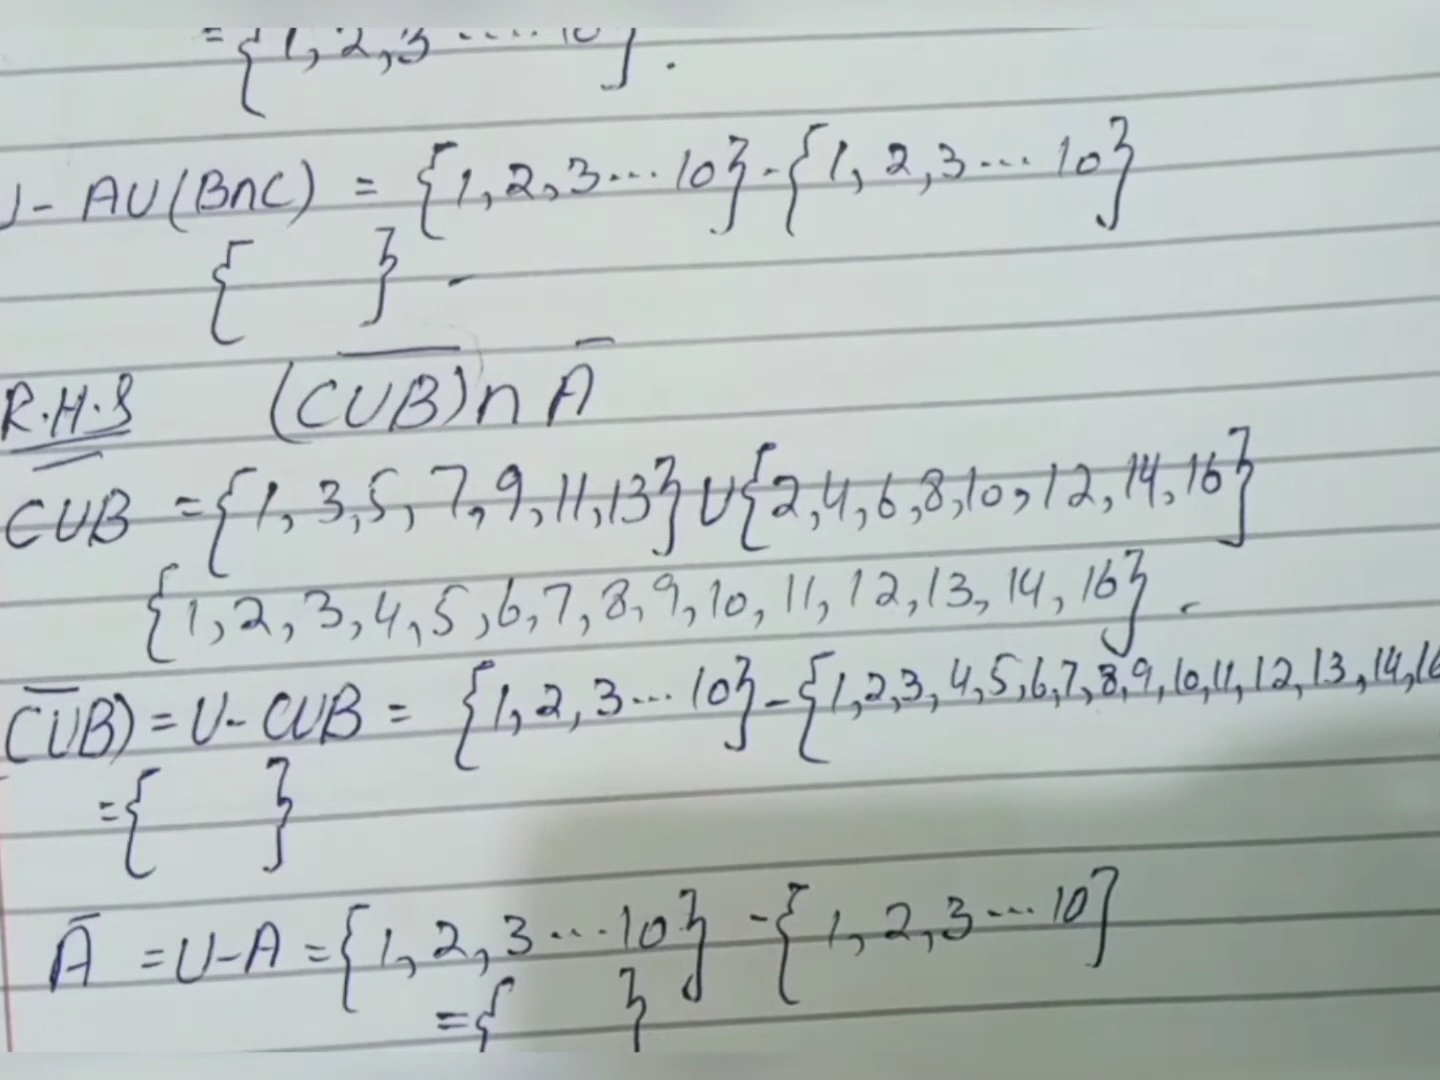 = {1, 2, 3 ..... 10}.
U - AU(BnC) = {1, 2, 3 ... 10} - {1, 2, 3 ... 10}
{ } -
R.H.S (C̅U̅B̅) n A̅
CUB = {1, 3, 5, 7, 9, 11, 13} U {2, 4, 6, 8, 10, 12, 14, 16}
{1, 2, 3, 4, 5, 6, 7, 8, 9, 10, 11, 12, 13, 14, 16}.
(C̅U̅B) = U - CUB = {1, 2, 3 ... 10} - {1, 2, 3, 4, 5, 6, 7, 8, 9, 10, 11, 12, 13, 14, 16
= { }
A̅ = U - A = {1, 2, 3 ... 10} - {1, 2, 3 ... 10}
= { }